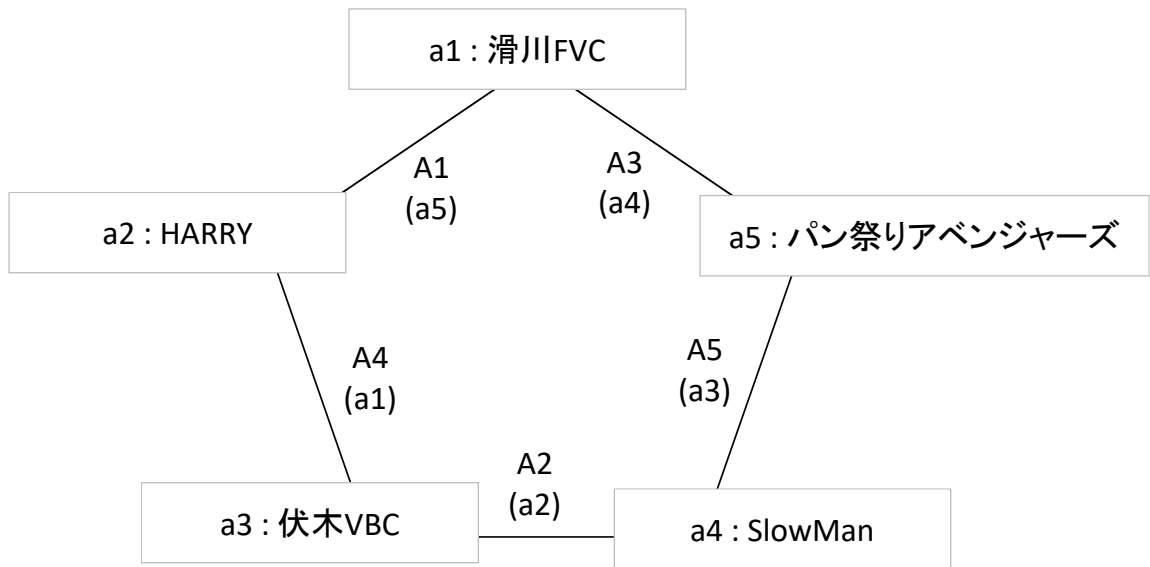 a1 : 滑川FVC
A1
(a5)
A3
(a4)
a2 : HARRY
a5 : パン祭りアベンジャーズ
A4
(a1)
A5
(a3)
A2
(a2)
a3 : 伏木VBC
a4 : SlowMan